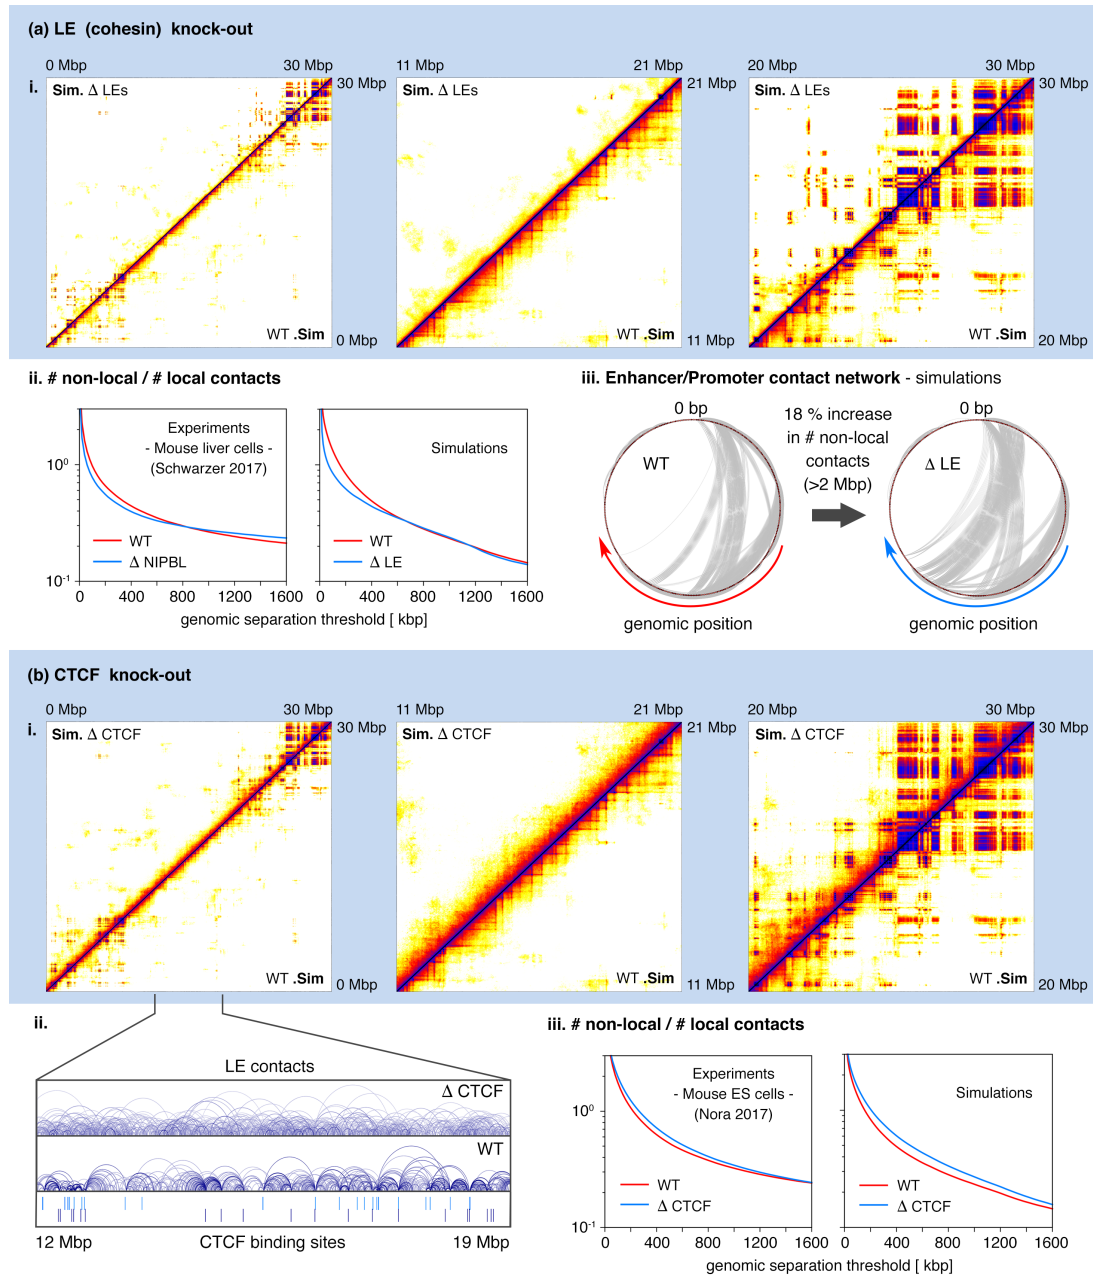 (a) LE (cohesin) knock-out
0 Mbp 30 Mbp 11 Mbp 21 Mbp 20 Mbp 30 Mbp
i. Sim. Δ LEs 30 Mbp Sim. Δ LEs 21 Mbp Sim. Δ LEs 30 Mbp
WT .Sim 0 Mbp WT .Sim 11 Mbp WT .Sim 20 Mbp
ii. # non-local / # local contacts
Experiments
- Mouse liver cells -
(Schwarzer 2017)
10⁰
WT
Δ NIPBL
10⁻¹
0 400 800 1200 1600
Simulations
WT
Δ LE
0 400 800 1200 1600
genomic separation threshold [ kbp]
iii. Enhancer/Promoter contact network - simulations
0 bp
WT
genomic position
18 % increase
in # non-local
contacts
(>2 Mbp)
0 bp
Δ LE
genomic position
(b) CTCF knock-out
0 Mbp 30 Mbp 11 Mbp 21 Mbp 20 Mbp 30 Mbp
i. Sim. Δ CTCF 30 Mbp Sim. Δ CTCF 21 Mbp Sim. Δ CTCF 30 Mbp
WT .Sim 0 Mbp WT .Sim 11 Mbp WT .Sim 20 Mbp
ii.
LE contacts
Δ CTCF
WT
12 Mbp CTCF binding sites 19 Mbp
iii. # non-local / # local contacts
Experiments
- Mouse ES cells -
(Nora 2017)
10⁰
WT
Δ CTCF
10⁻¹
0 400 800 1200 1600
Simulations
WT
Δ CTCF
0 400 800 1200 1600
genomic separation threshold [ kbp]